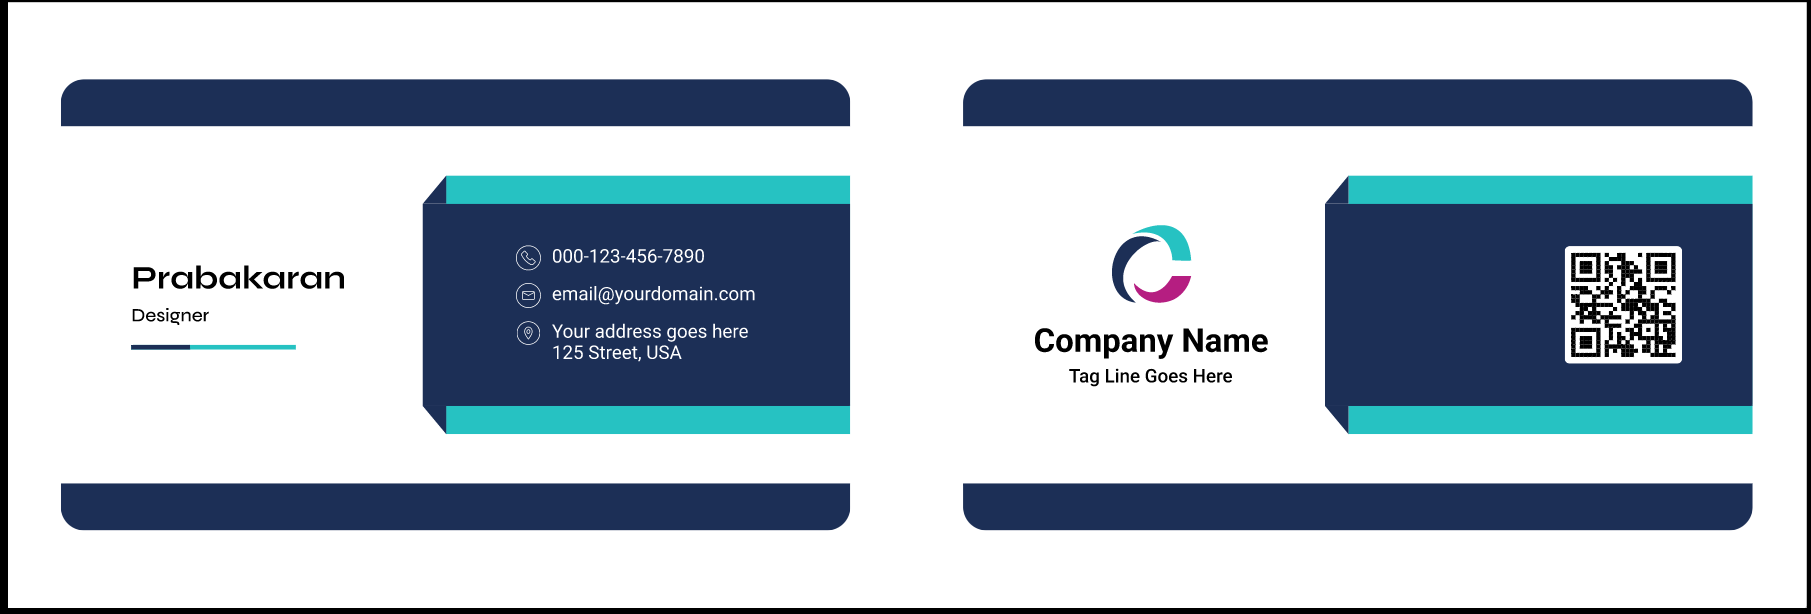 Prabakaran
Designer
000-123-456-7890
email@yourdomain.com
Your address goes here
125 Street, USA
Company Name
Tag Line Goes Here